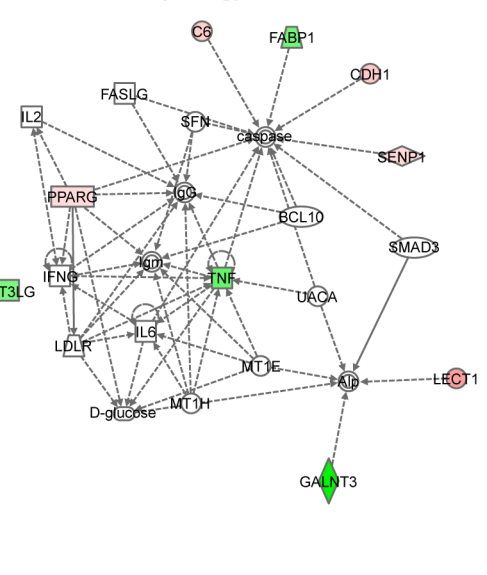 C6
FABP1
CDH1
FASLG
IL2
SFN
caspase
SENP1
PPARG
IgG
BCL10
SMAD3
Igm
IFNG
TNF
T3LG
UACA
IL6
LDLR
MT1E
Alp
LECT1
D-glucose
MT1H
GALNT3